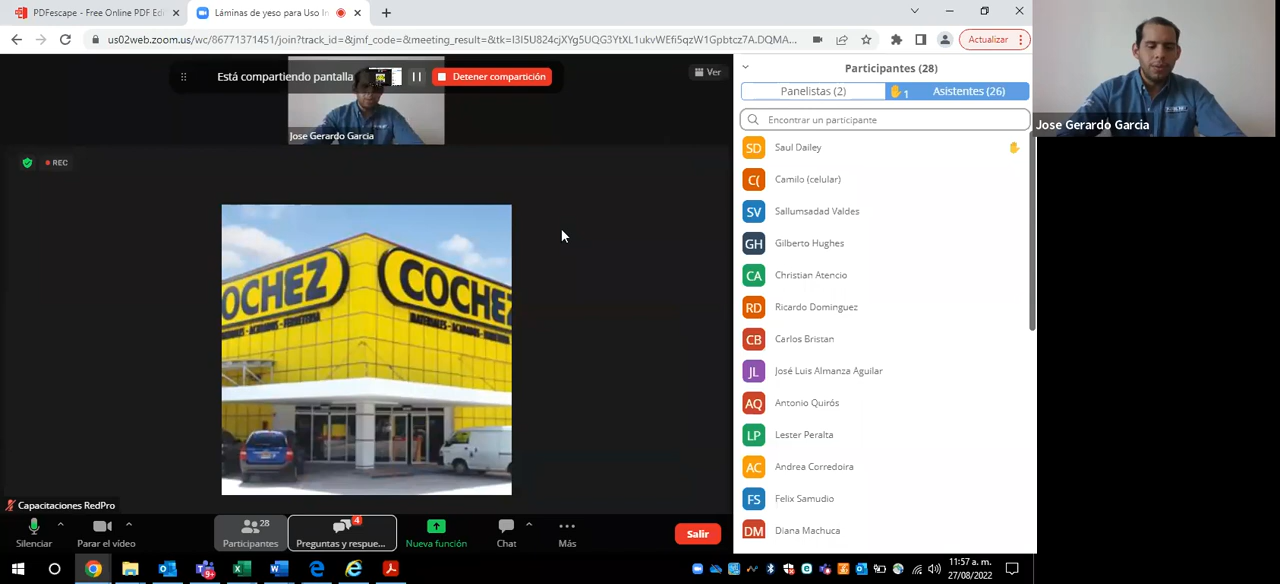 PDFescape - Free Online PDF Edi
Láminas de yeso para Uso In
us02web.zoom.us/wc/86771371451/join?track_id=&jmf_code=&meeting_result=&tk=I3I5U824cjXYg5UQG3YtXL1ukvWEfi5qzW1Gpbtcz7A.DQMA...
Actualizar
Está compartiendo pantalla
Detener compartición
Ver
Jose Gerardo Garcia
REC
OCHEZ
COCHEZ
Capacitaciones RedPro
Silenciar
Parar el vídeo
28
Participantes
4
Preguntas y respue...
Nueva función
Chat
Más
Salir
Participantes (28)
Panelistas (2)
1
Asistentes (26)
Encontrar un participante
SD Saul Dailey
C( Camilo (celular)
SV Sallumsadad Valdes
GH Gilberto Hughes
CA Christian Atencio
RD Ricardo Dominguez
CB Carlos Bristan
JL José Luis Almanza Aguilar
AQ Antonio Quirós
LP Lester Peralta
AC Andrea Corredoira
FS Felix Samudio
DM Diana Machuca
Jose Gerardo Garcia
11:57 a. m.
27/08/2022